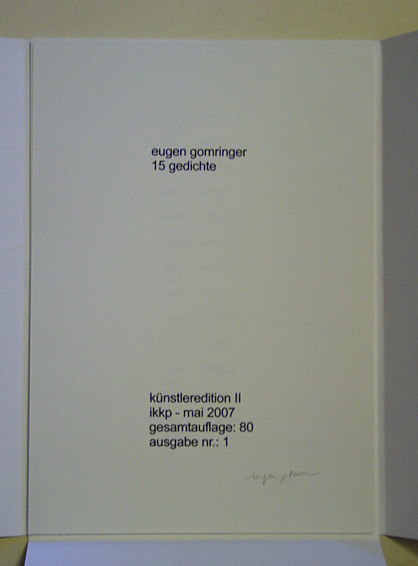 eugen gomringer
15 gedichte
künstleredition II
ikkp - mai 2007
gesamtauflage: 80
ausgabe nr.: 1